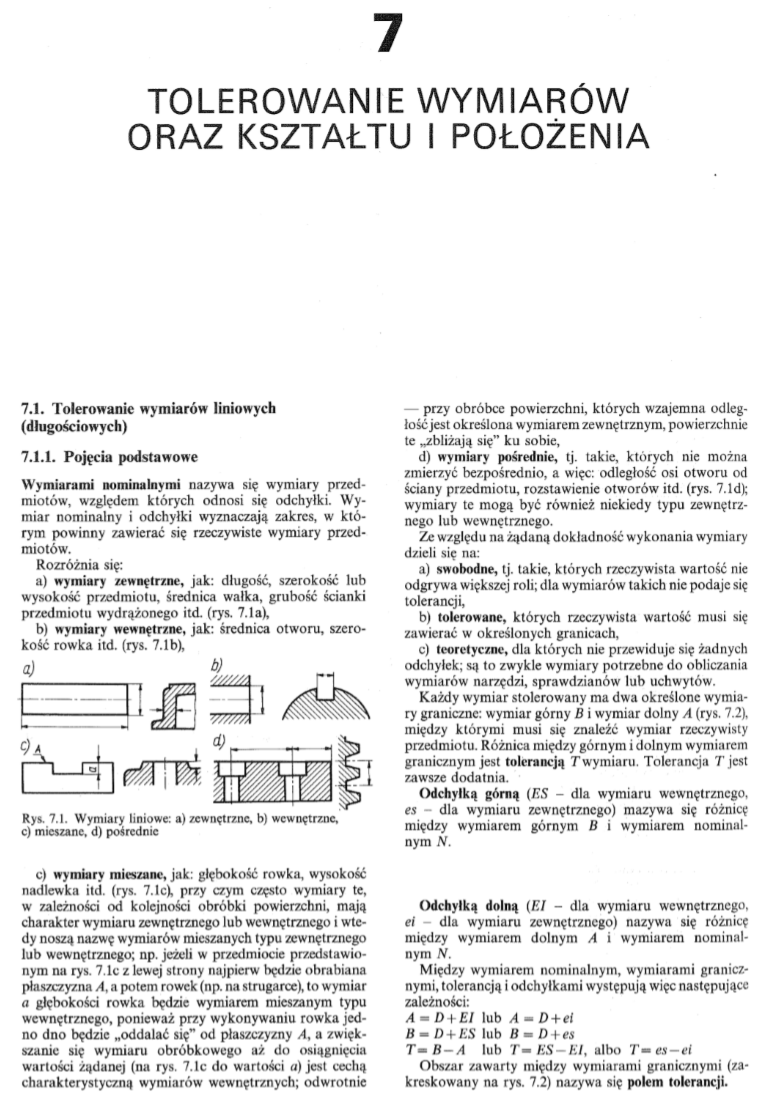 7
TOLEROWANIE WYMIARÓW
ORAZ KSZTAŁTU I POŁOŻENIA
7.1. Tolerowanie wymiarów liniowych
(długościowych)
7.1.1. Pojęcia podstawowe
Wymiarami nominalnymi nazywa się wymiary przed-
miotów, względem których odnosi się odchyłki. Wy-
miar nominalny i odchyłki wyznaczają zakres, w któ-
rym powinny zawierać się rzeczywiste wymiary przed-
miotów.
Rozróżnia się:
a) wymiary zewnętrzne, jak: długość, szerokość lub
wysokość przedmiotu, średnica wałka, grubość ścianki
przedmiotu wydrążonego itd. (rys. 7.1a),
b) wymiary wewnętrzne, jak: średnica otworu, szero-
kość rowka itd. (rys. 7.1b),
a)
b)
c) A
a
d)
Rys. 7.1. Wymiary liniowe: a) zewnętrzne, b) wewnętrzne,
c) mieszane, d) pośrednie
c) wymiary mieszane, jak: głębokość rowka, wysokość
nadlewka itd. (rys. 7.1c), przy czym często wymiary te,
w zależności od kolejności obróbki powierzchni, mają
charakter wymiaru zewnętrznego lub wewnętrznego i wte-
dy noszą nazwę wymiarów mieszanych typu zewnętrznego
lub wewnętrznego; np. jeżeli w przedmiocie przedstawio-
nym na rys. 7.1c z lewej strony najpierw będzie obrabiana
płaszczyzna A, a potem rowek (np. na strugarce), to wymiar
a głębokości rowka będzie wymiarem mieszanym typu
wewnętrznego, ponieważ przy wykonywaniu rowka jed-
no dno będzie „oddalać się” od płaszczyzny A, a zwięk-
szanie się wymiaru obróbkowego aż do osiągnięcia
wartości żądanej (na rys. 7.1c do wartości a) jest cechą
charakterystyczną wymiarów wewnętrznych; odwrotnie
— przy obróbce powierzchni, których wzajemna odleg-
łość jest określona wymiarem zewnętrznym, powierzchnie
te „zbliżają się” ku sobie,
d) wymiary pośrednie, tj. takie, których nie można
zmierzyć bezpośrednio, a więc: odległość osi otworu od
ściany przedmiotu, rozstawienie otworów itd. (rys. 7.1d);
wymiary te mogą być również niekiedy typu zewnętrz-
nego lub wewnętrznego.
Ze względu na żądaną dokładność wykonania wymiary
dzieli się na:
a) swobodne, tj. takie, których rzeczywista wartość nie
odgrywa większej roli; dla wymiarów takich nie podaje się
tolerancji,
b) tolerowane, których rzeczywista wartość musi się
zawierać w określonych granicach,
c) teoretyczne, dla których nie przewiduje się żadnych
odchyłek; są to zwykle wymiary potrzebne do obliczania
wymiarów narzędzi, sprawdzianów lub uchwytów.
Każdy wymiar stolerowany ma dwa określone wymia-
ry graniczne: wymiar górny B i wymiar dolny A (rys. 7.2),
między którymi musi się znaleźć wymiar rzeczywisty
przedmiotu. Różnica między górnym i dolnym wymiarem
granicznym jest tolerancją T wymiaru. Tolerancja T jest
zawsze dodatnia.
Odchyłką górną (ES – dla wymiaru wewnętrznego,
es – dla wymiaru zewnętrznego) mazywa się różnicę
między wymiarem górnym B i wymiarem nominal-
nym N.
Odchyłką dolną (EI – dla wymiaru wewnętrznego,
ei – dla wymiaru zewnętrznego) nazywa się różnicę
między wymiarem dolnym A i wymiarem nominal-
nym N.
Między wymiarem nominalnym, wymiarami granicz-
nymi, tolerancją i odchyłkami występują więc następujące
zależności:
A = D+EI lub A = D+ei
B = D+ES lub B = D+es
T = B−A lub T = ES−EI, albo T = es−ei
Obszar zawarty między wymiarami granicznymi (za-
kreskowany na rys. 7.2) nazywa się polem tolerancji.